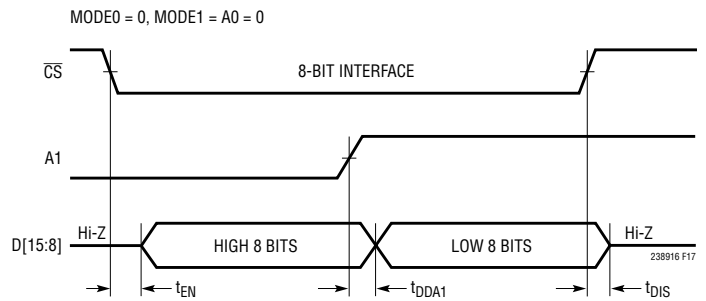 MODE0 = 0, MODE1 = A0 = 0
CS
8-BIT INTERFACE
A1
D[15:8]
Hi-Z
HIGH 8 BITS
LOW 8 BITS
Hi-Z
238916 F17
tEN
tDDA1
tDIS